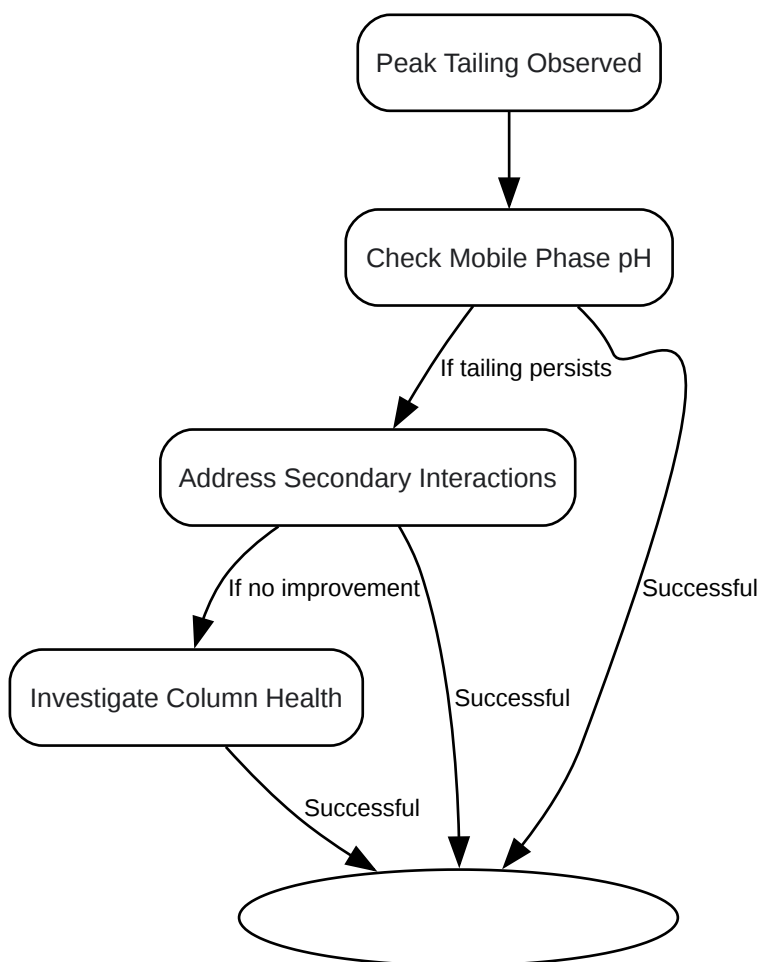 Peak Tailing Observed
Check Mobile Phase pH
If tailing persists
Address Secondary Interactions
If no improvement
Successful
Investigate Column Health
Successful
Successful